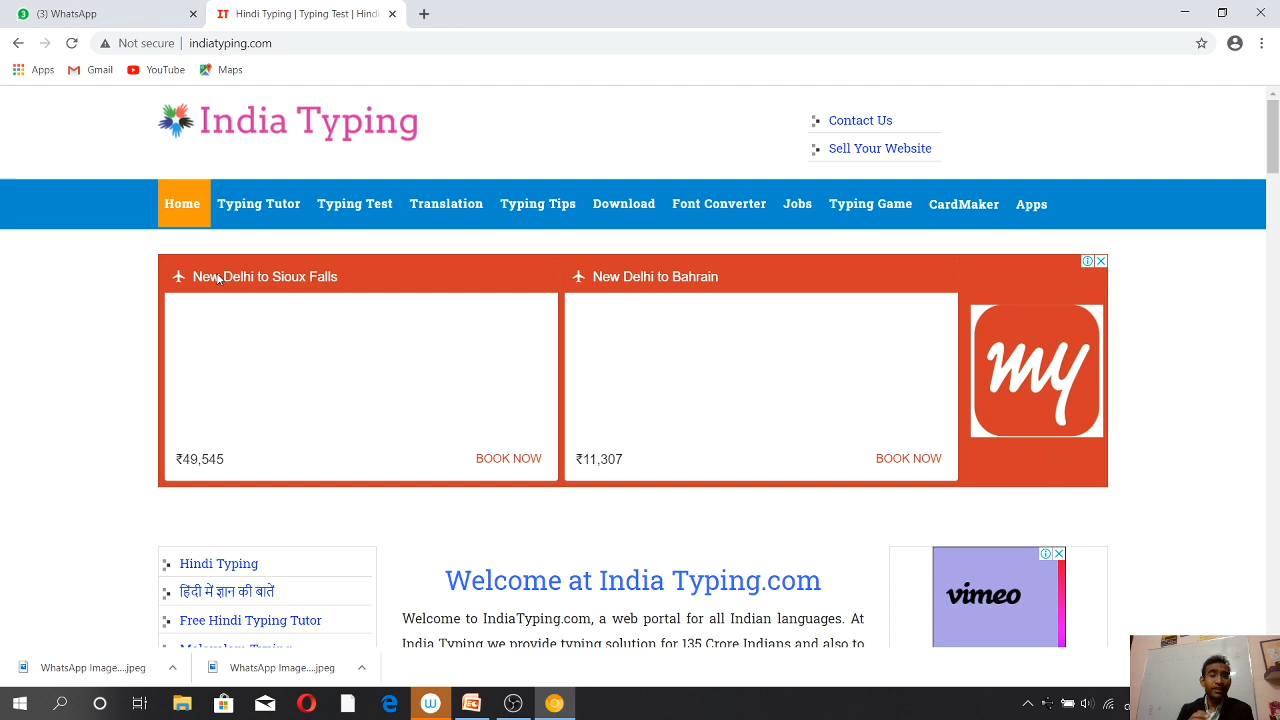 (3) WhatsApp
IT Hindi Typing | Typing Test | Hindi
Not secure | indiatyping.com
Apps Gmail YouTube Maps
India Typing
Contact Us
Sell Your Website
Home Typing Tutor Typing Test Translation Typing Tips Download Font Converter Jobs Typing Game CardMaker Apps
New Delhi to Sioux Falls
₹49,545 BOOK NOW
New Delhi to Bahrain
₹11,307 BOOK NOW
my
Hindi Typing
हिंदी में ज्ञान की बातें
Free Hindi Typing Tutor
Malayalam Typing
Welcome at India Typing.com
Welcome to IndiaTyping.com, a web portal for all Indian languages. At
India Typing we provide typing solution for 135 Crore Indians and also to
vimeo
WhatsApp Image....jpeg WhatsApp Image....jpeg